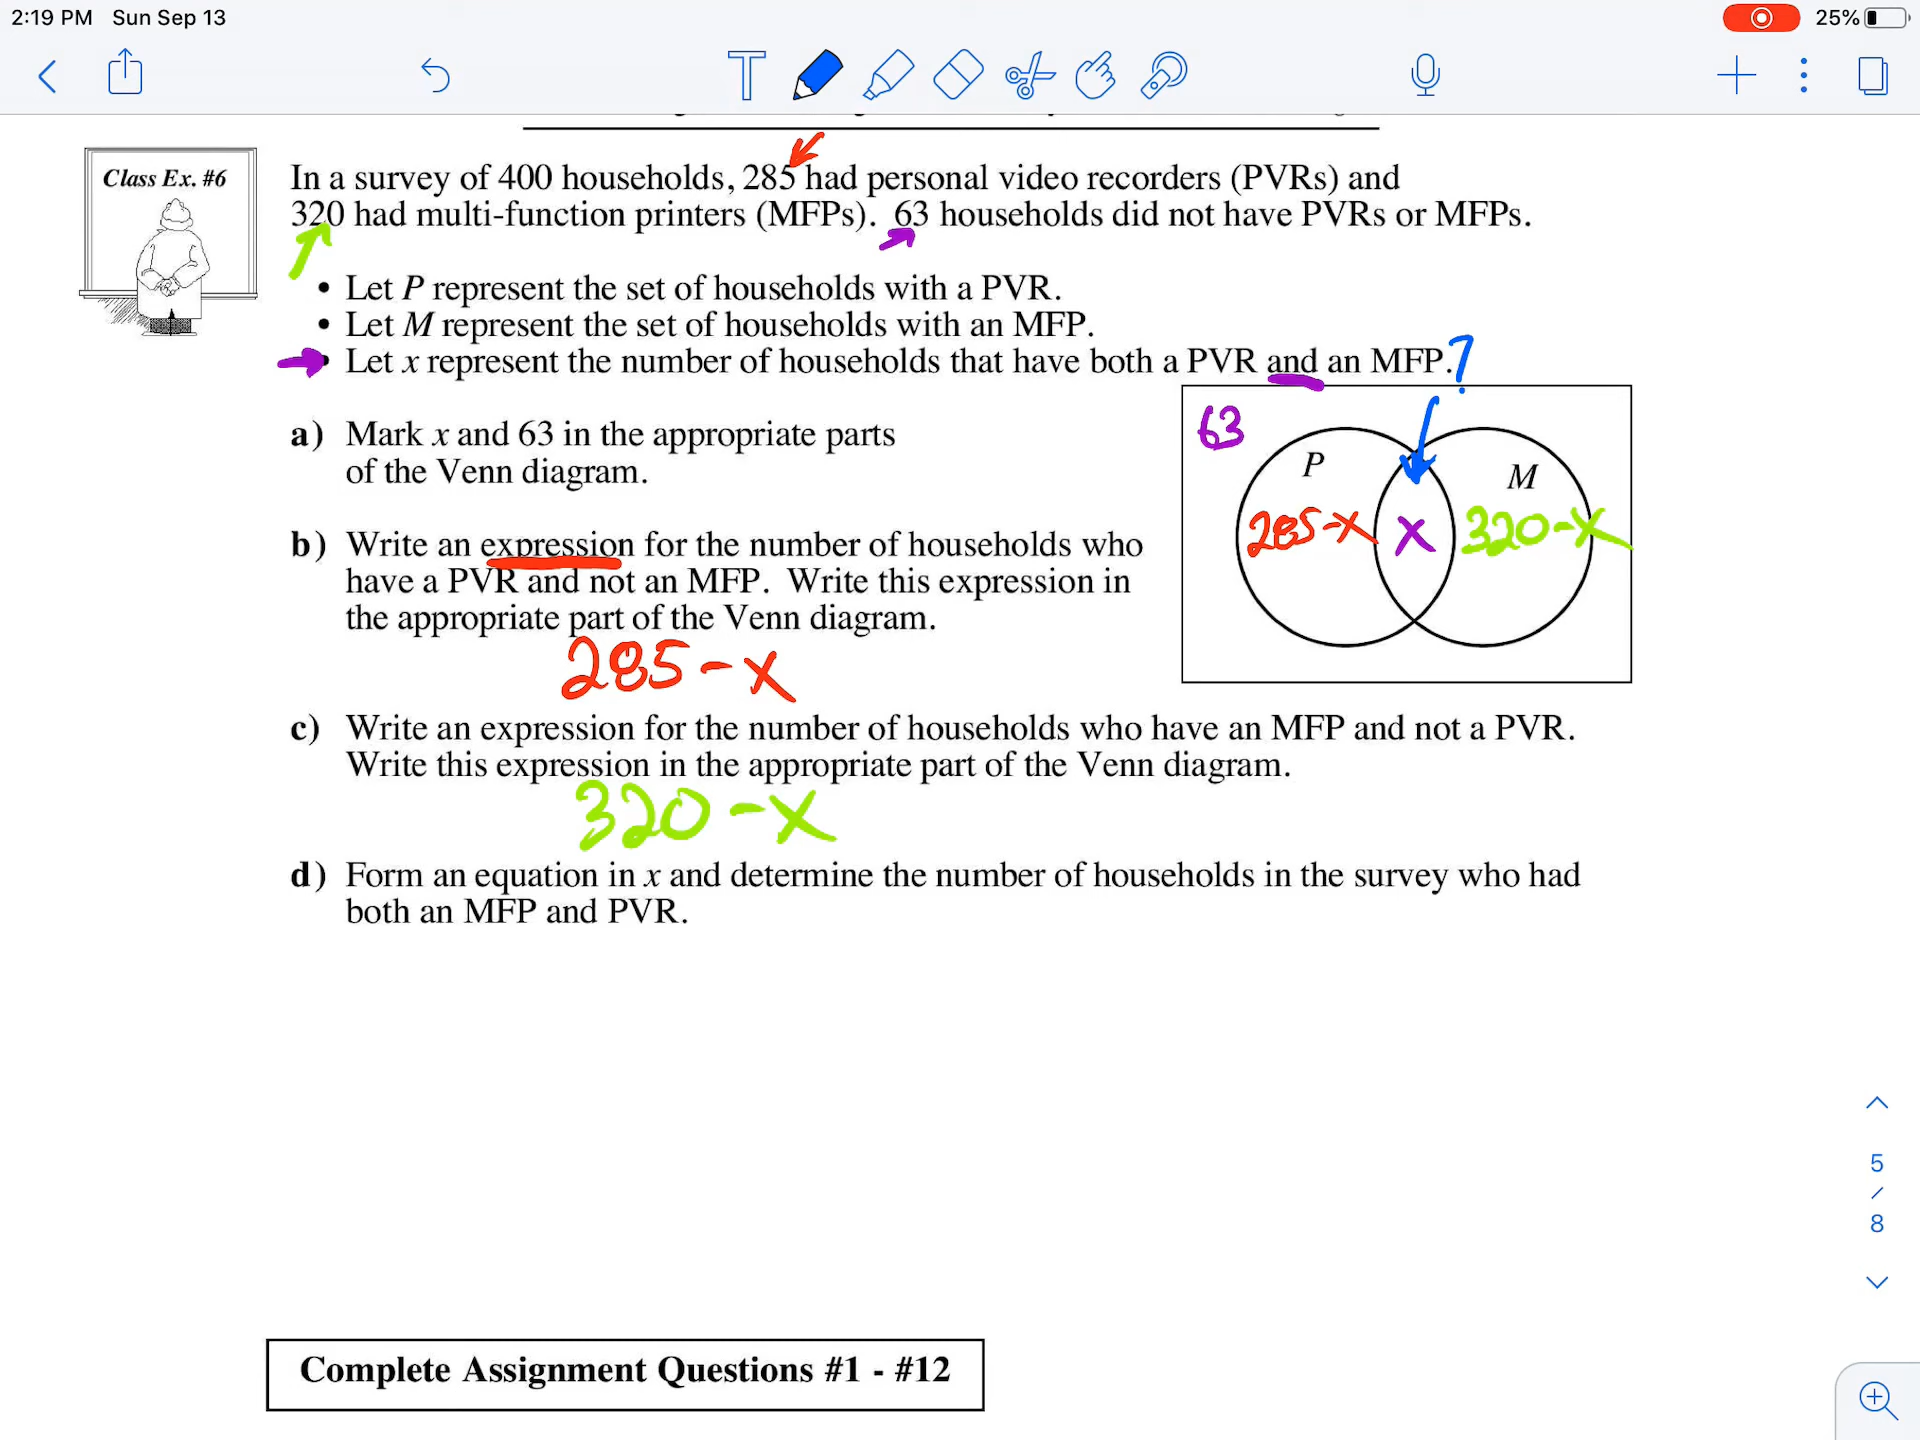 2:19 PM Sun Sep 13
25%
Class Ex. #6
In a survey of 400 households, 285 had personal video recorders (PVRs) and
320 had multi-function printers (MFPs). 63 households did not have PVRs or MFPs.
• Let P represent the set of households with a PVR.
• Let M represent the set of households with an MFP.
• Let x represent the number of households that have both a PVR and an MFP.
?
a) Mark x and 63 in the appropriate parts
of the Venn diagram.
63
P
M
285-x
x
320-x
b) Write an expression for the number of households who
have a PVR and not an MFP. Write this expression in
the appropriate part of the Venn diagram.
285-x
c) Write an expression for the number of households who have an MFP and not a PVR.
Write this expression in the appropriate part of the Venn diagram.
320-x
d) Form an equation in x and determine the number of households in the survey who had
both an MFP and PVR.
5
/
8
Complete Assignment Questions #1 - #12